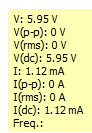 V: 5.95 V
V(p-p): 0 V
V(rms): 0 V
V(dc): 5.95 V
I: 1.12 mA
I(p-p): 0 A
I(rms): 0 A
I(dc): 1.12 mA
Freq.: